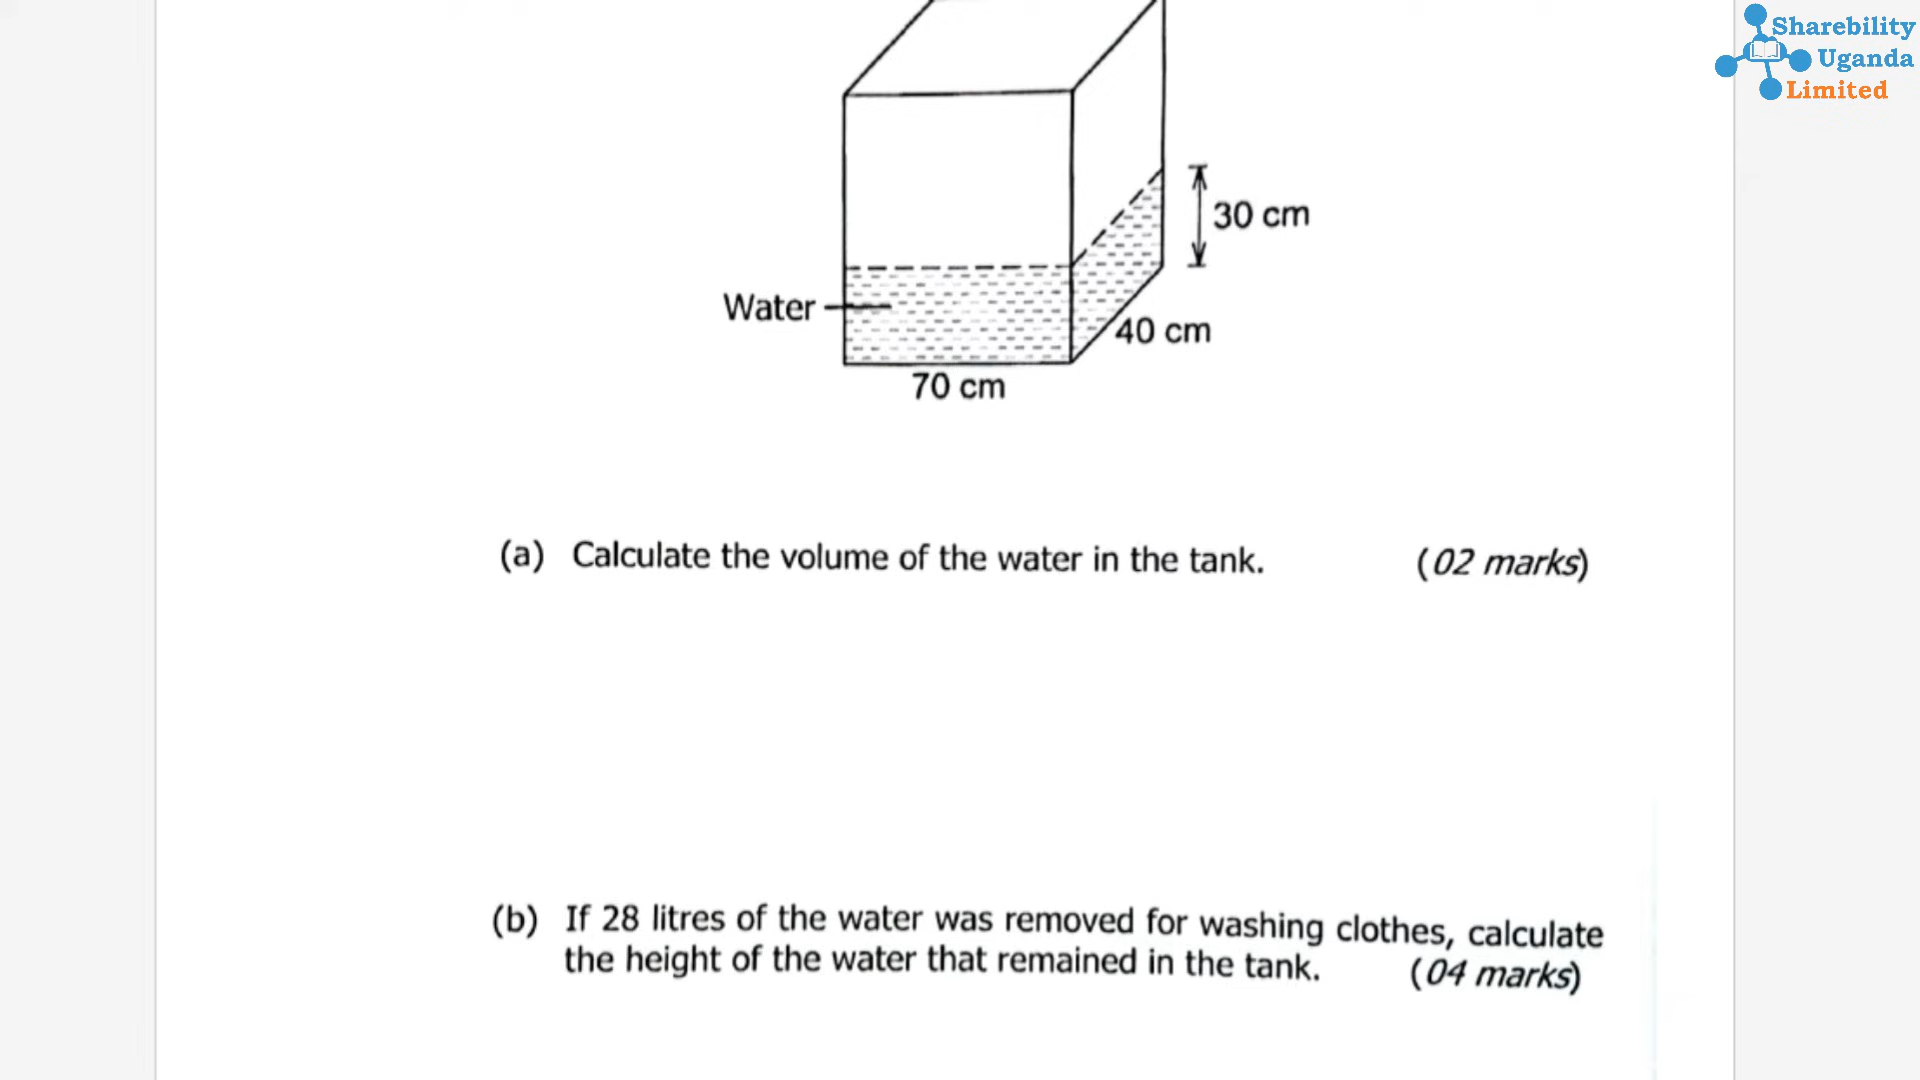 Sharebility
Uganda
Limited
30 cm
Water
40 cm
70 cm
(a) Calculate the volume of the water in the tank. (02 marks)
(b) If 28 litres of the water was removed for washing clothes, calculate
the height of the water that remained in the tank. (04 marks)